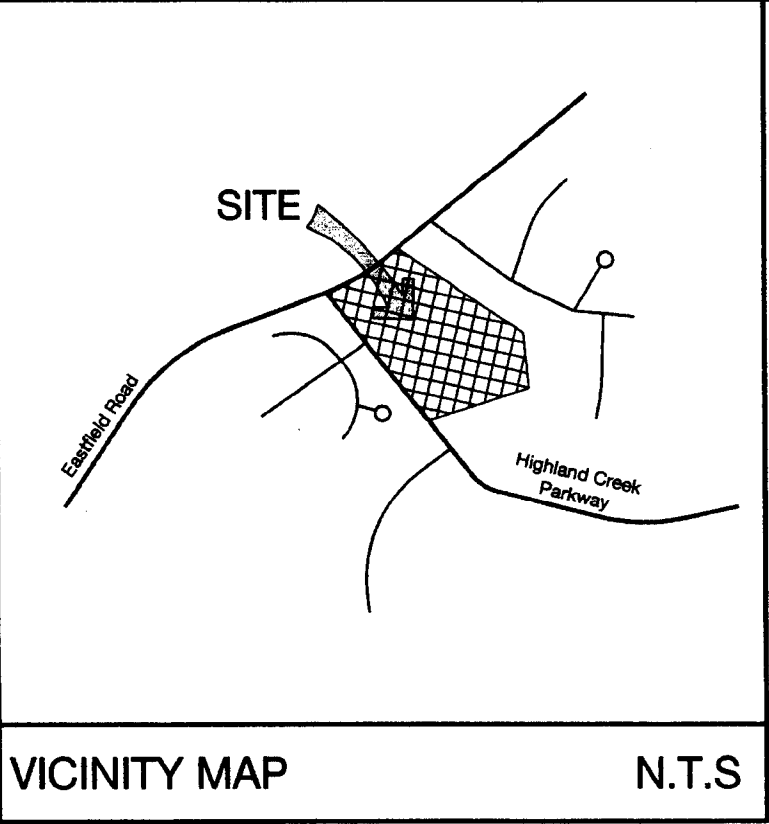 SITE
Eastfield Road
Highland Creek
Parkway
VICINITY MAP
N.T.S